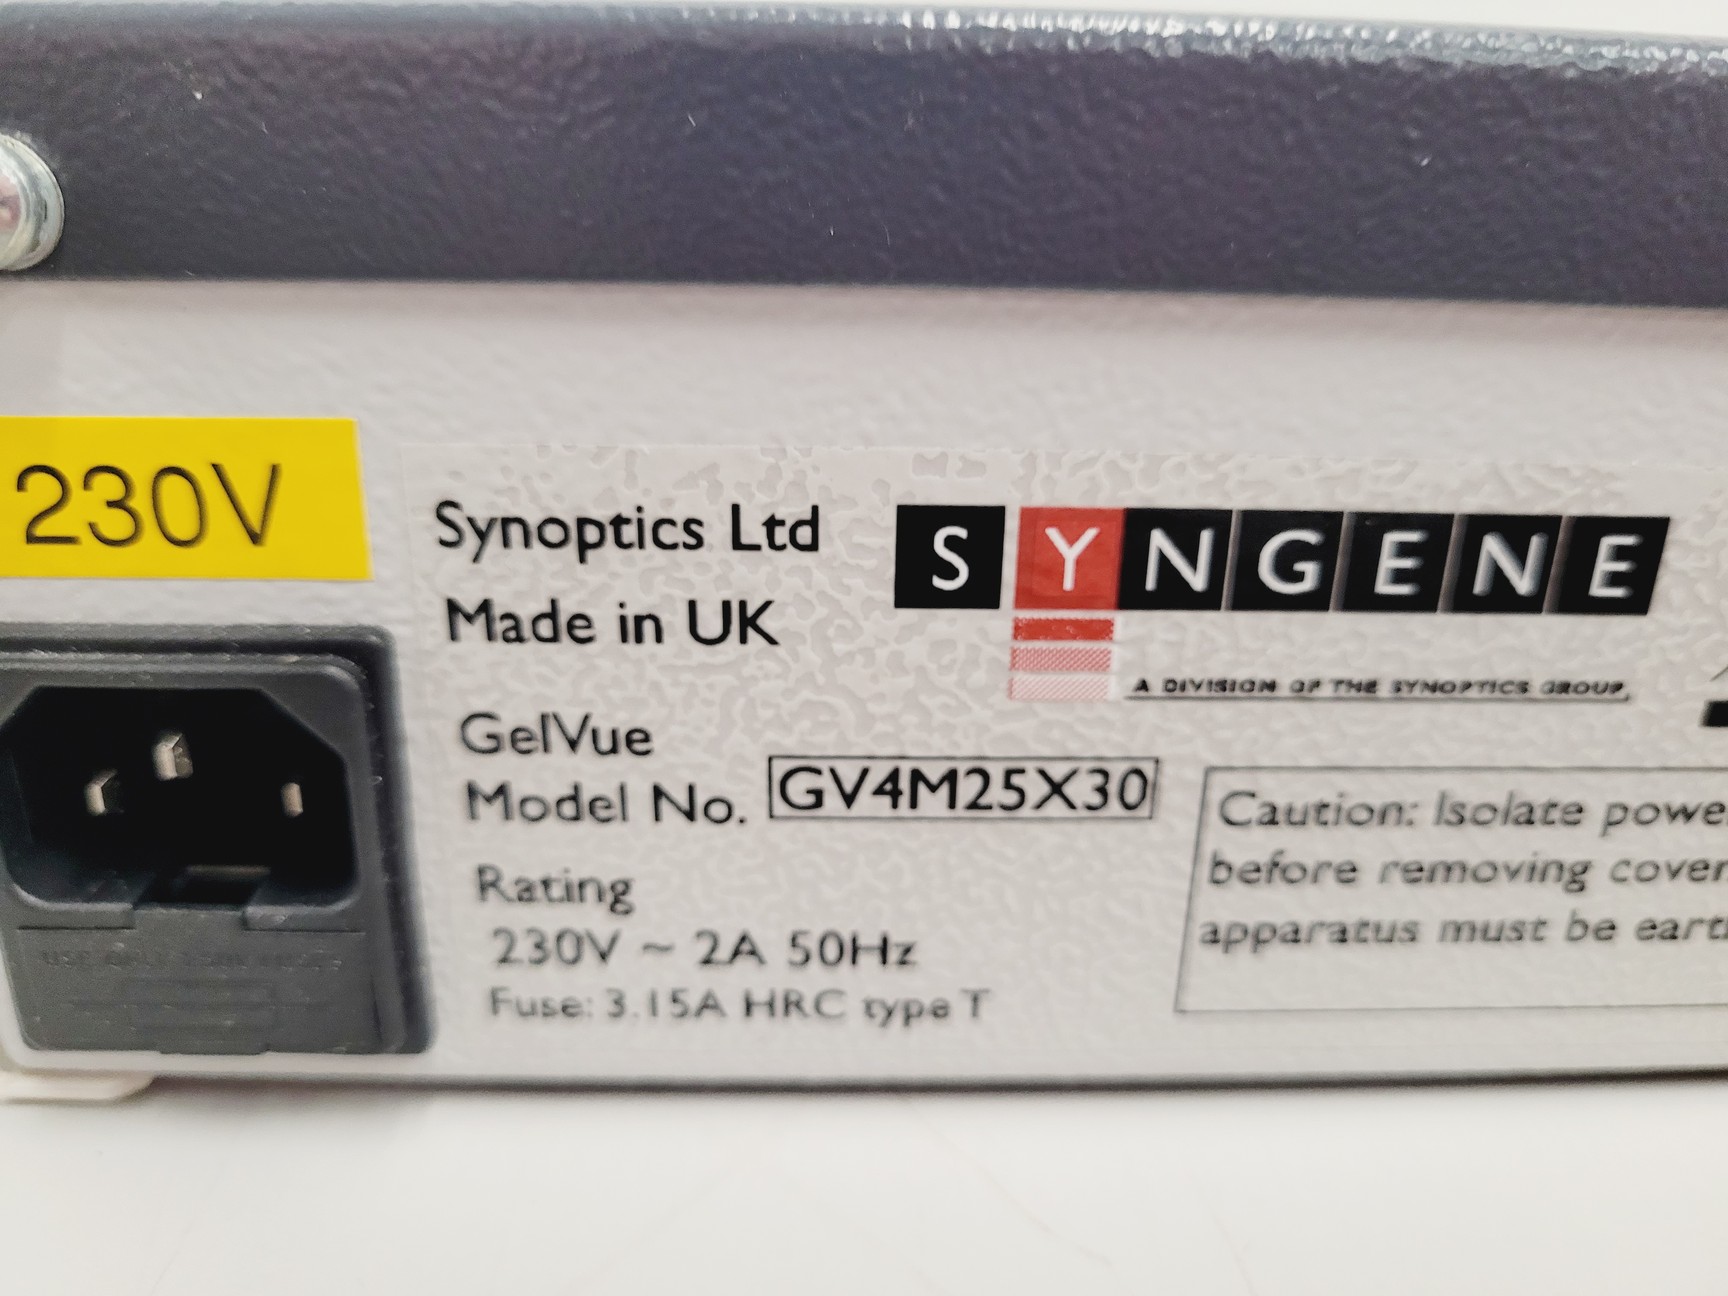 230V
Synoptics Ltd
Made in UK
SYNGENE
A DIVISION OF THE SYNOPTICS GROUP
GelVue
Model No. GV4M25X30
Rating
230V ~ 2A 50Hz
Fuse: 3.15A HRC type T
Caution: Isolate powe
before removing cover
apparatus must be eart